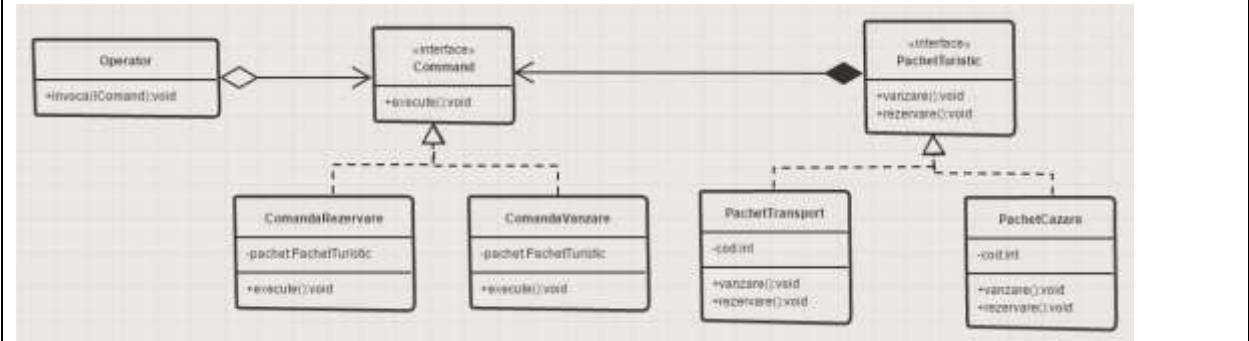 Operator
+invoca(IComand):void
«interface»
Command
+execute():void
«interface»
PachetTuristic
+vanzare():void
+rezervare():void
ComandaRezervare
-pachet:PachetTuristic
+execute():void
ComandaVanzare
-pachet:PachetTuristic
+execute():void
PachetTransport
-cod:int
+vanzare():void
+rezervare():void
PachetCazare
-cod:int
+vanzare():void
+rezervare():void